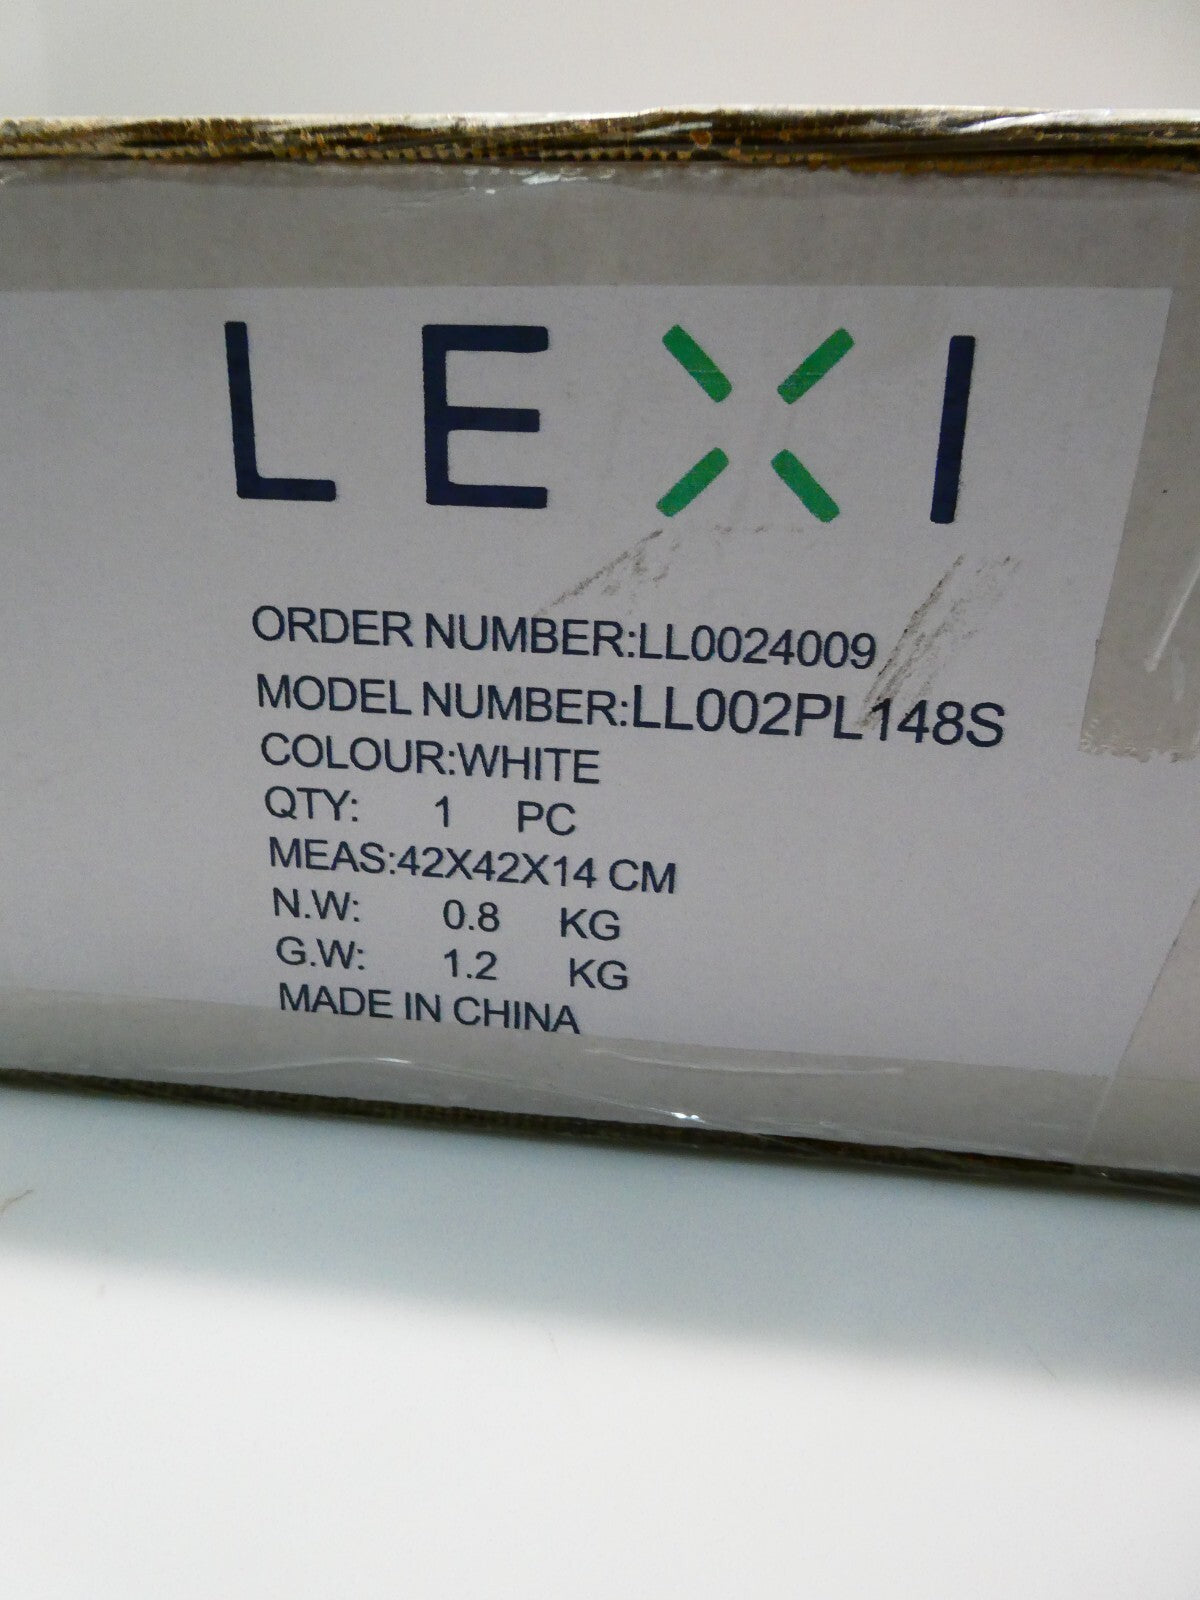 LEXI
ORDER NUMBER:LL0024009
MODEL NUMBER:LL002PL148S
COLOUR:WHITE
QTY: 1 PC
MEAS:42X42X14 CM
N.W: 0.8 KG
G.W: 1.2 KG
MADE IN CHINA